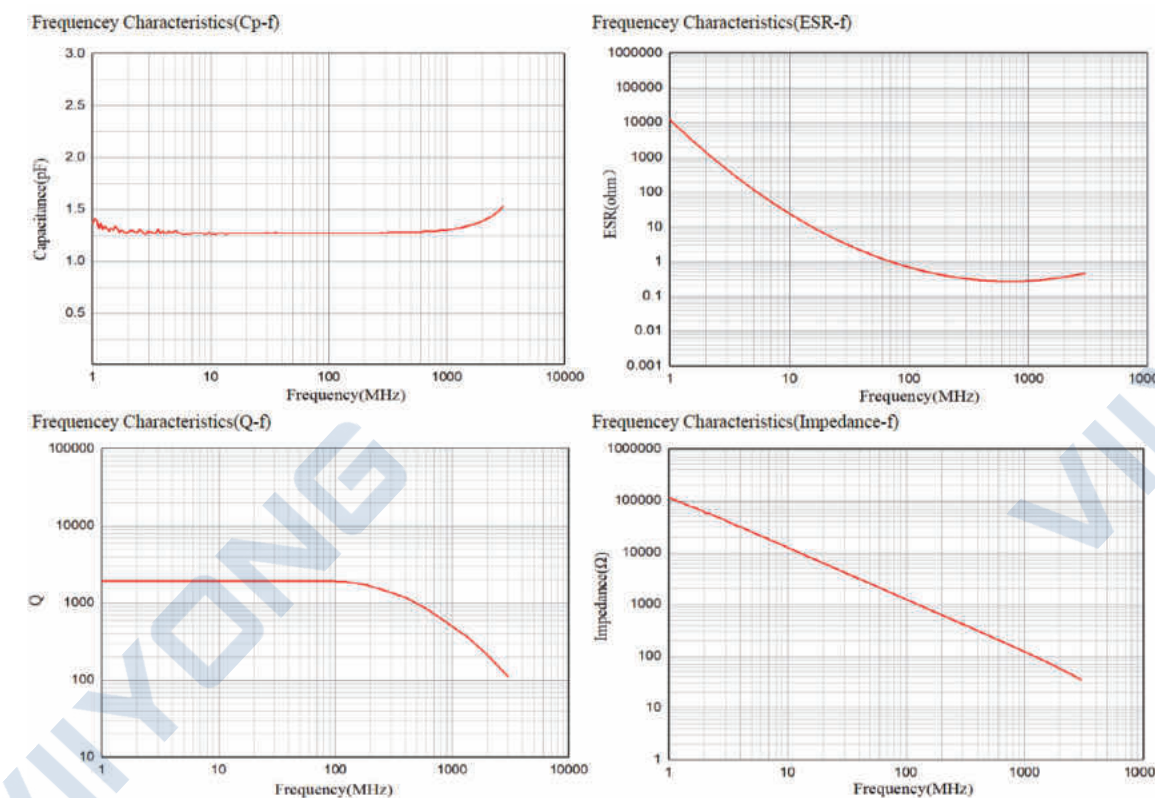 Frequencey Characteristics(Cp-f)
3.0
2.5
2.0
1.5
1.0
0.5
Capacitance(pF)
1 10 100 1000 10000
Frequency(MHz)
Frequencey Characteristics(ESR-f)
1000000
100000
10000
1000
100
10
1
0.1
0.01
0.001
ESR(ohm)
1 10 100 1000 1000
Frequency(MHz)
Frequencey Characteristics(Q-f)
100000
10000
1000
100
10
Q
1 10 100 1000 10000
Frequency(MHz)
Frequencey Characteristics(Impedance-f)
1000000
100000
10000
1000
100
10
1
Impedance(Ω)
1 10 100 1000 1000
Frequency(MHz)
VIIYONG
VII